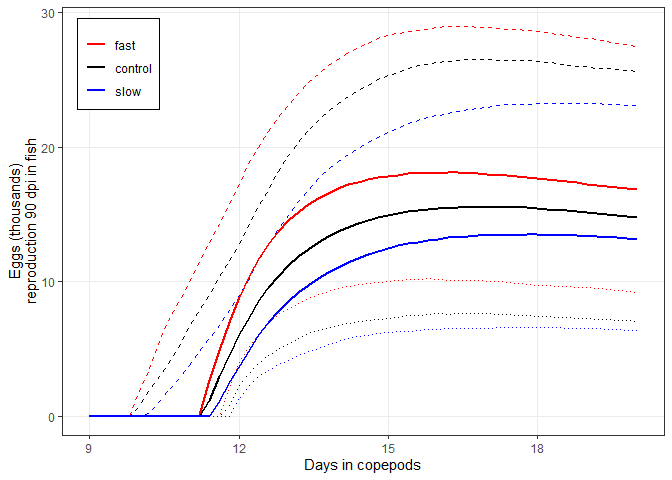 fast
control
slow
30
20
10
0
Eggs (thousands)
reproduction 90 dpi in fish
9
12
15
18
Days in copepods